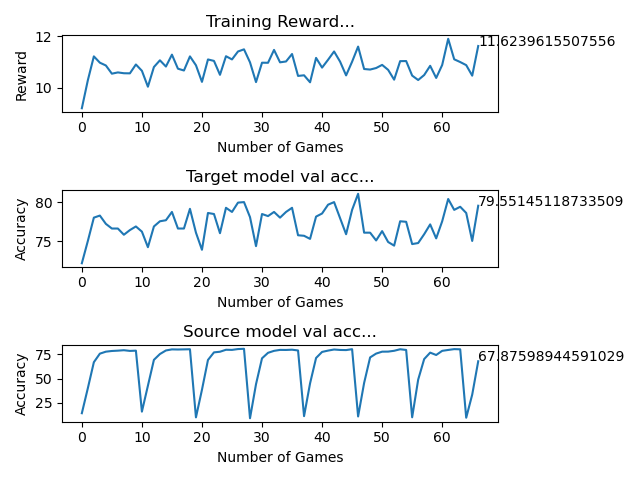 Training Reward...
12
10
Reward
11.6239615507556
0 10 20 30 40 50 60
Number of Games
Target model val acc...
80
75
Accuracy
79.55145118733509
0 10 20 30 40 50 60
Number of Games
Source model val acc...
75
50
25
Accuracy
67.87598944591029
0 10 20 30 40 50 60
Number of Games